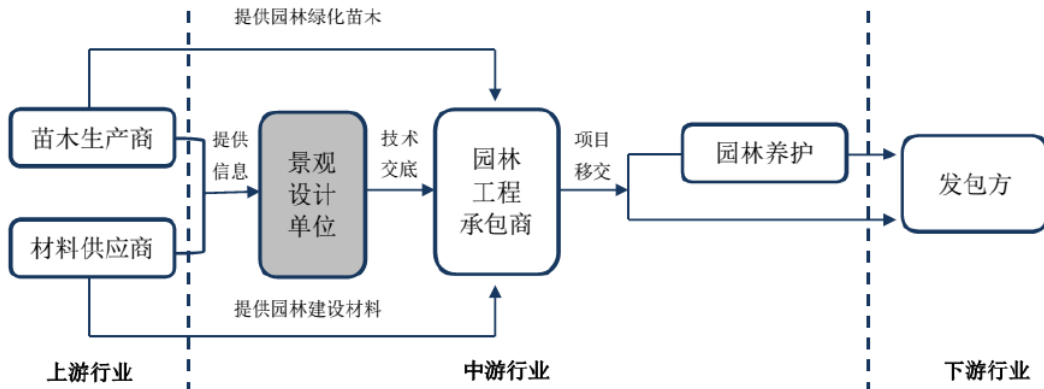 提供园林绿化苗木
苗木生产商
提供
信息
景观
设计
单位
技术
交底
园林
工程
承包商
项目
移交
园林养护
发包方
材料供应商
提供园林建设材料
上游行业
中游行业
下游行业